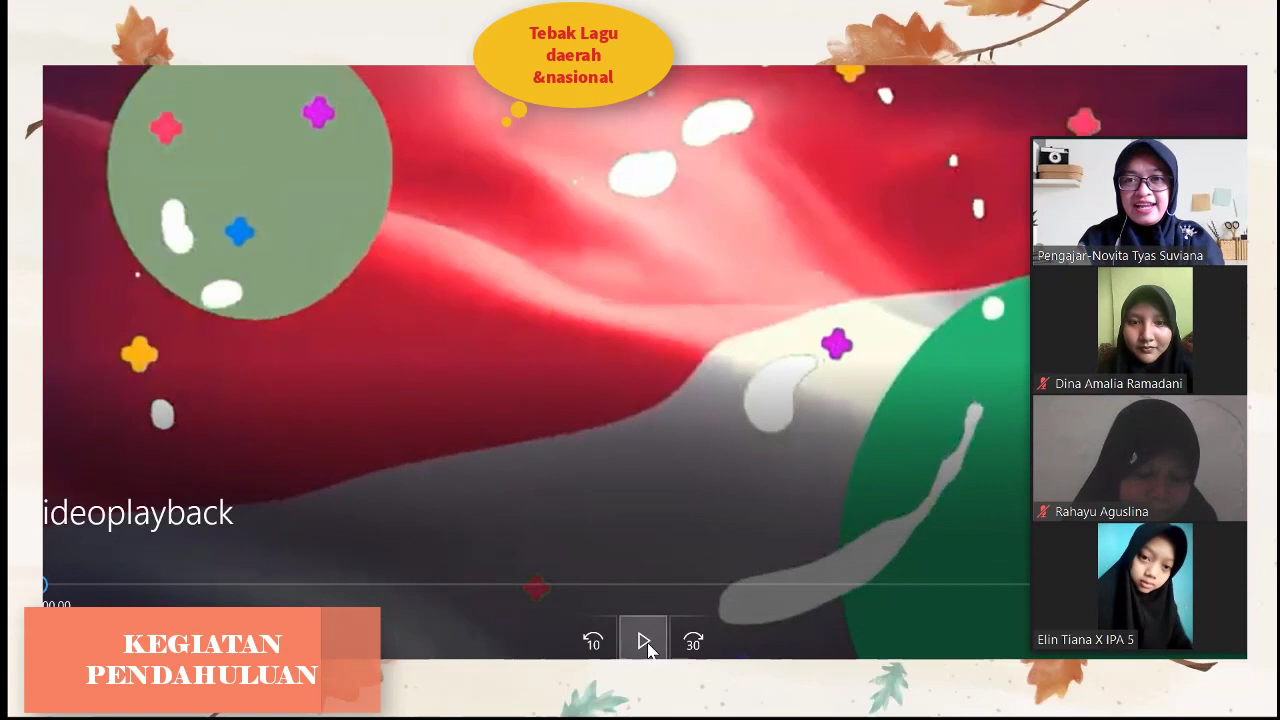 Tebak Lagu
daerah
&nasional
Pengajar-Novita Tyas Suviana
Dina Amalia Ramadani
Rahayu Aguslina
Elin Tiana X IPA 5
ideoplayback
00.00
10
30
KEGIATAN
PENDAHULUAN